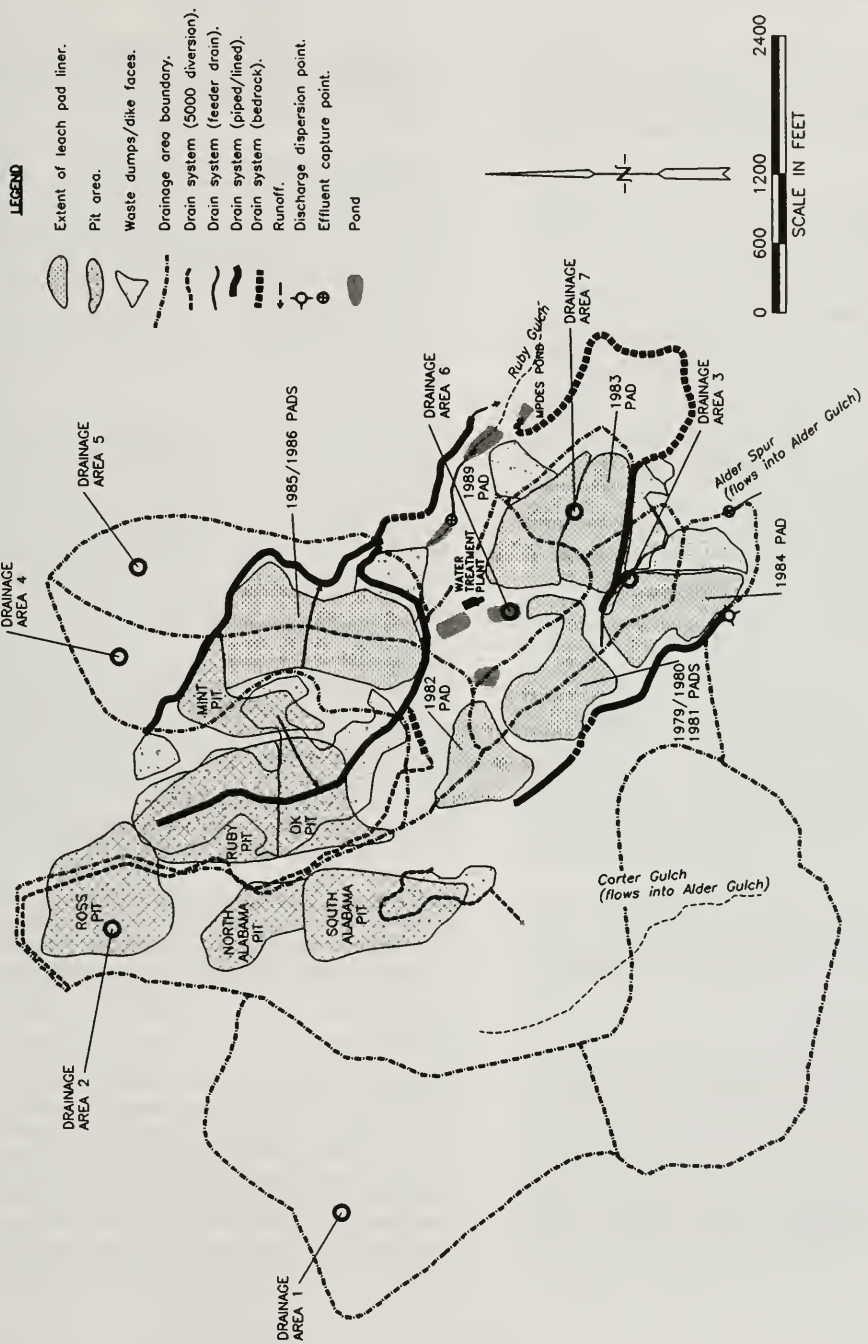 LEGEND
Extent of leach pad liner.
Pit area.
Waste dumps/dike faces.
Drainage area boundary.
Drain system (5000 diversion).
Drain system (feeder drain).
Drain system (piped/lined).
Drain system (bedrock).
Runoff.
Discharge dispersion point.
Effluent capture point.
Pond
-N-
0 600 1200 2400
SCALE IN FEET
DRAINAGE
AREA 5
DRAINAGE
AREA 4
1985/1986 PADS
MINT
PIT
DRAINAGE
AREA 2
ROSS
PIT
RUBY
PIT
OK
PIT
NORTH
ALABAMA
PIT
SOUTH
ALABAMA
PIT
DRAINAGE
AREA 1
1982
PAD
WATER
TREATMENT
PLANT
1989
PAD
DRAINAGE
AREA 6
Ruby Gulch
MPDES POND
DRAINAGE
AREA 7
1983
PAD
DRAINAGE
AREA 3
Alder Spur
(flows into Alder Gulch)
1984 PAD
1979/1980
1981 PADS
Corter Gulch
(flows into Alder Gulch)